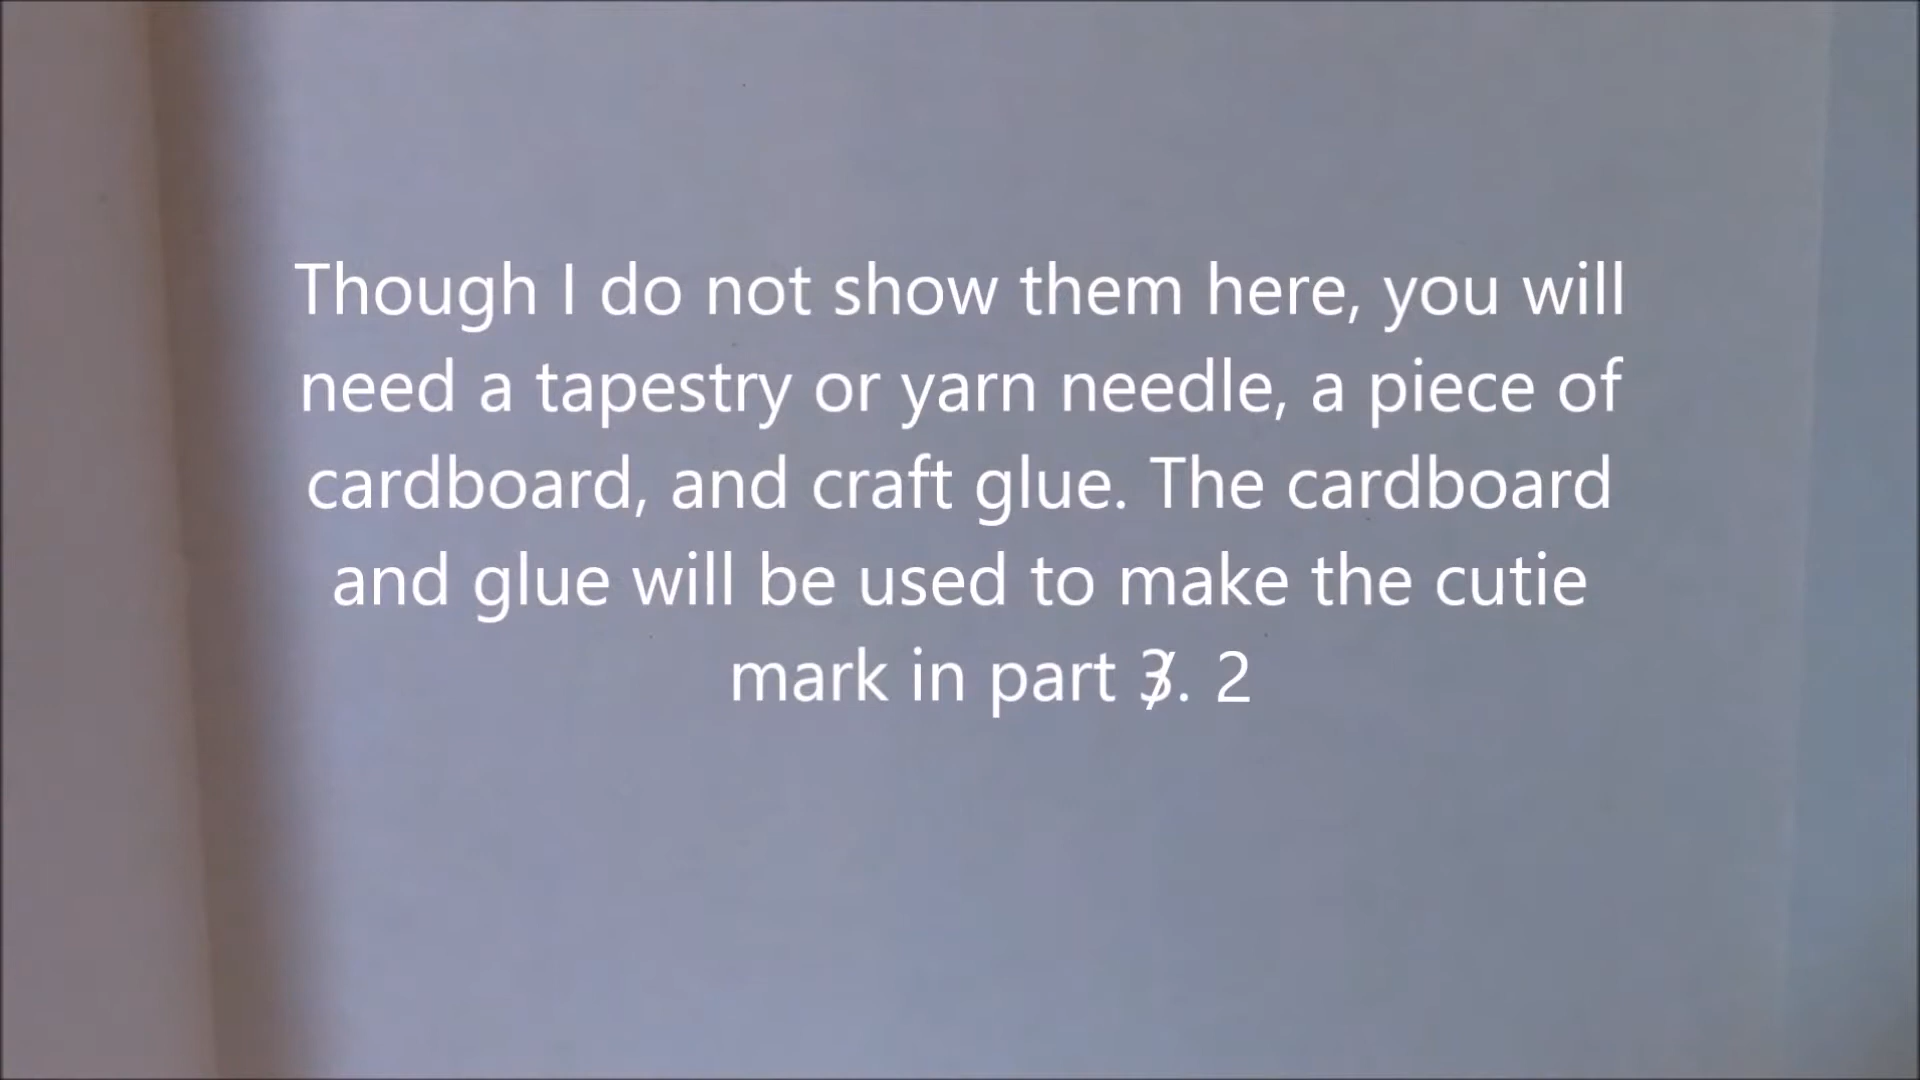 Though I do not show them here, you will
need a tapestry or yarn needle, a piece of
cardboard, and craft glue. The cardboard
and glue will be used to make the cutie
mark in part 3̸. 2